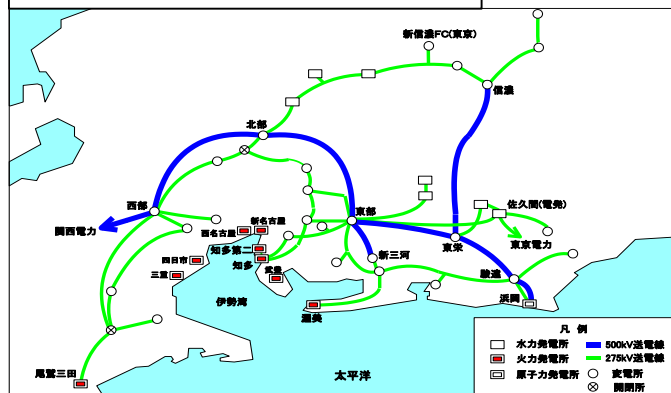 新信濃FC(東京)
信濃
北部
西部
関西電力
西名古屋
新名古屋
東部
佐久間(電発)
東京電力
東栄
知多第二
知多
新三河
四日市
三重
武豊
駿遠
浜岡
伊勢湾
渥美
尾鷲三田
太平洋
凡 例
水力発電所
500kV送電線
火力発電所
275kV送電線
原子力発電所
変電所
開閉所